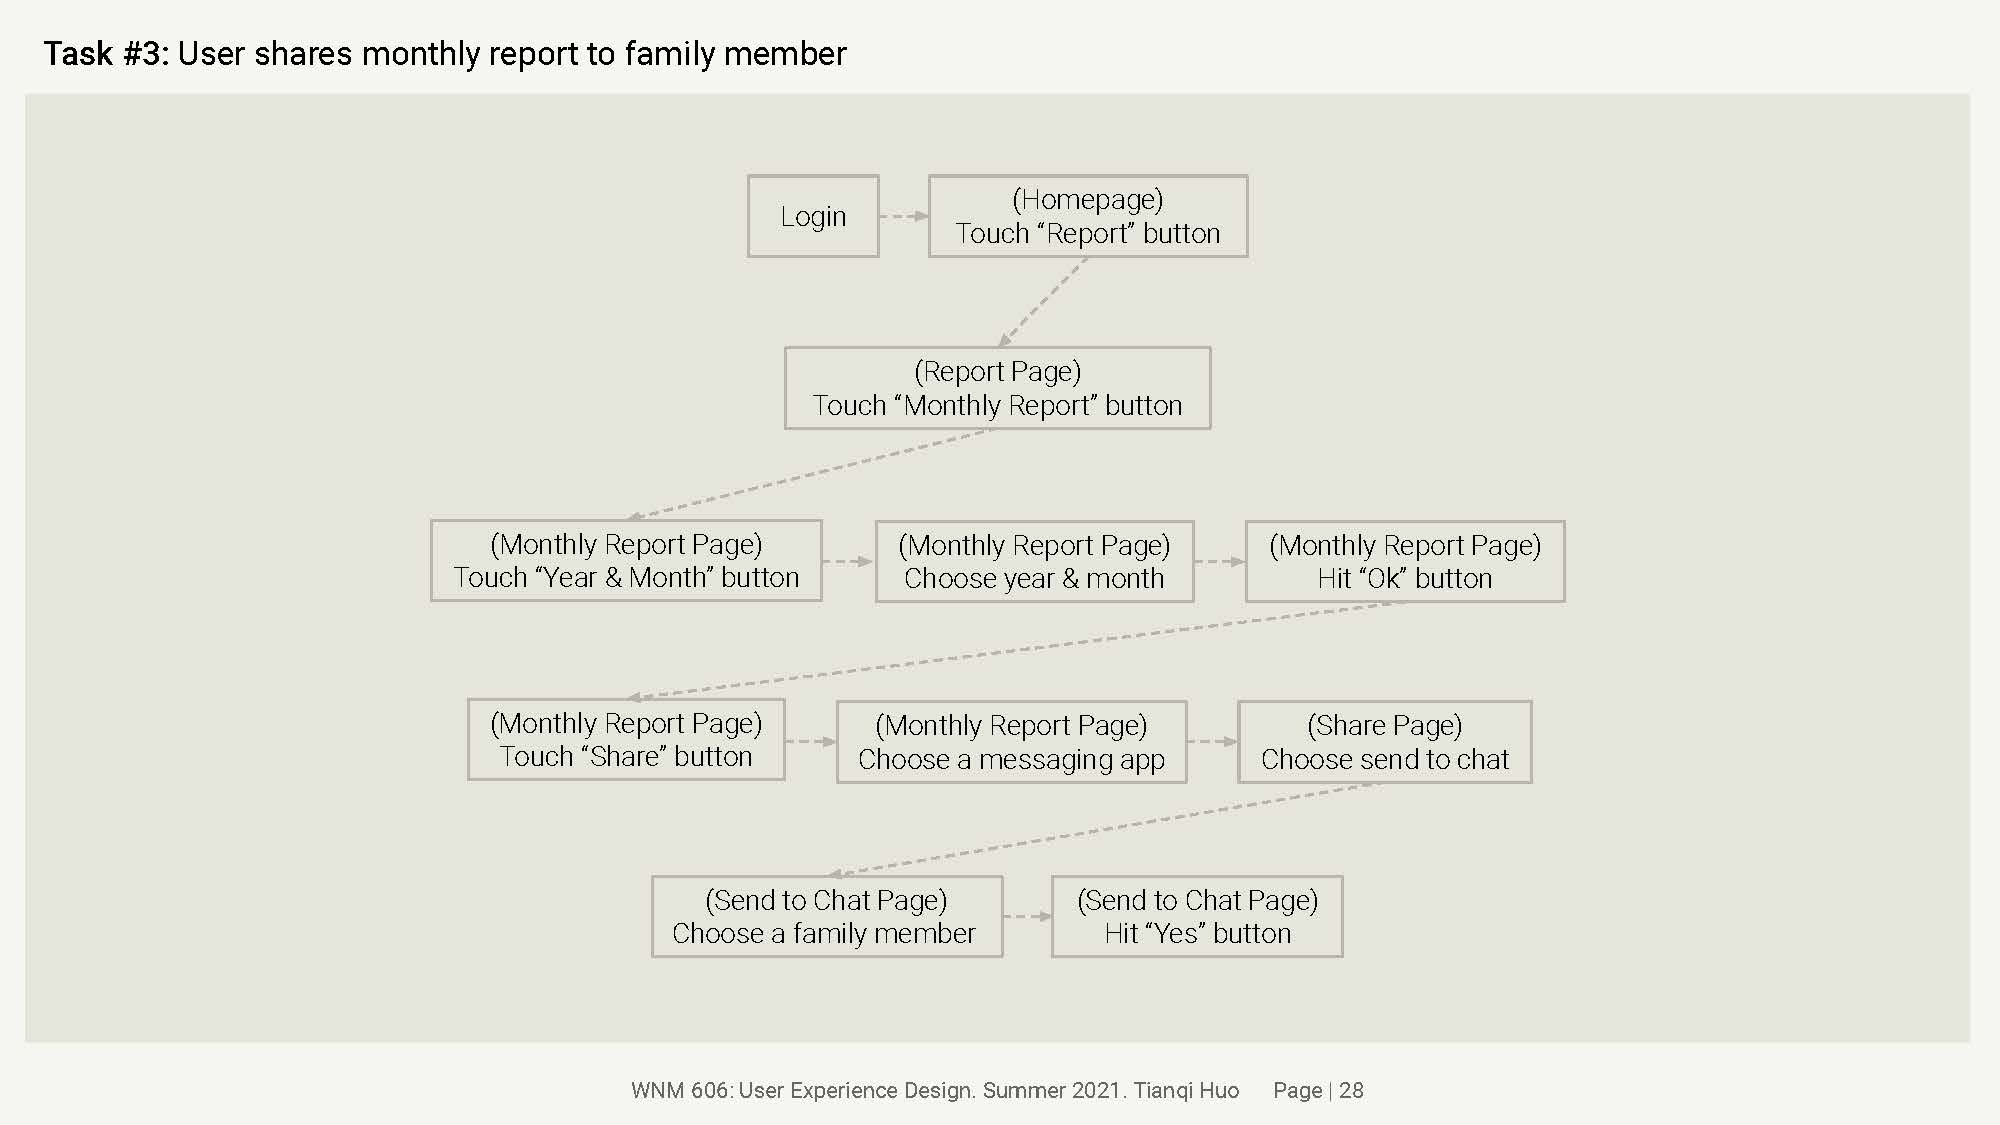 Task #3: User shares monthly report to family member
Login
(Homepage)
Touch “Report” button
(Report Page)
Touch “Monthly Report” button
(Monthly Report Page)
Touch “Year & Month” button
(Monthly Report Page)
Choose year & month
(Monthly Report Page)
Hit “Ok” button
(Monthly Report Page)
Touch “Share” button
(Monthly Report Page)
Choose a messaging app
(Share Page)
Choose send to chat
(Send to Chat Page)
Choose a family member
(Send to Chat Page)
Hit “Yes” button
WNM 606: User Experience Design. Summer 2021. Tianqi Huo Page | 28